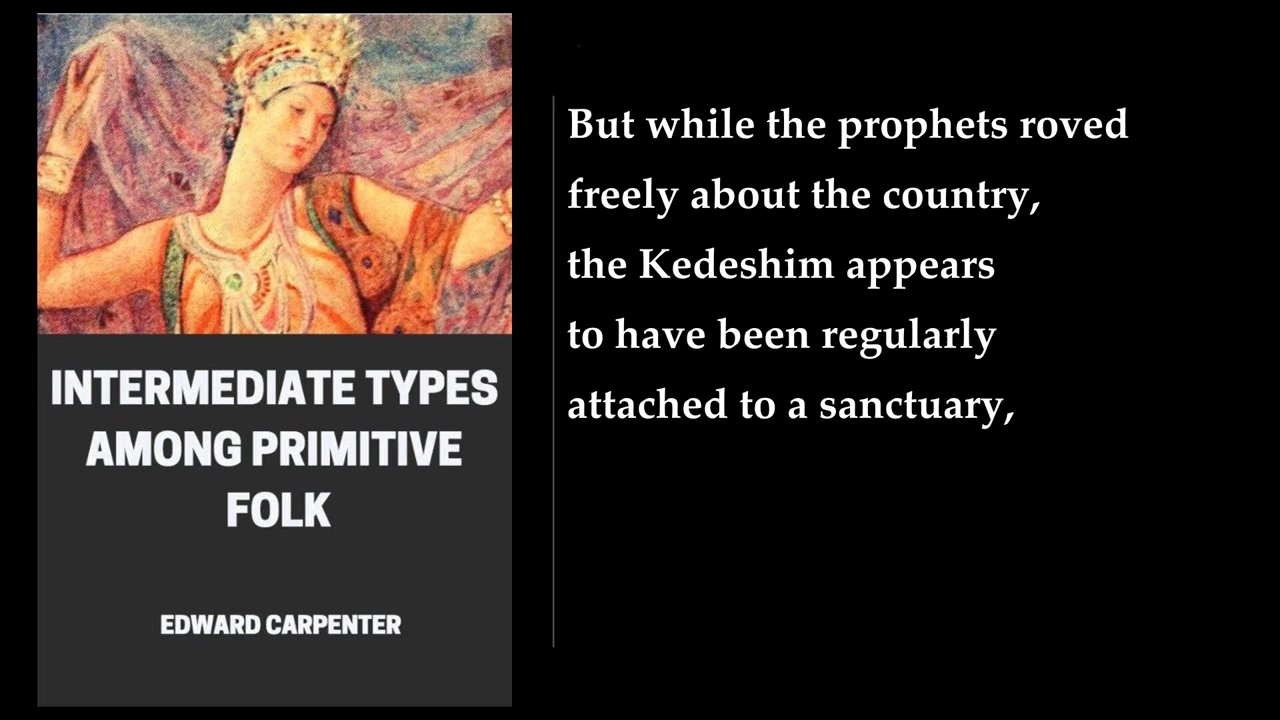 INTERMEDIATE TYPES
AMONG PRIMITIVE
FOLK
EDWARD CARPENTER
But while the prophets roved
freely about the country,
the Kedeshim appears
to have been regularly
attached to a sanctuary,